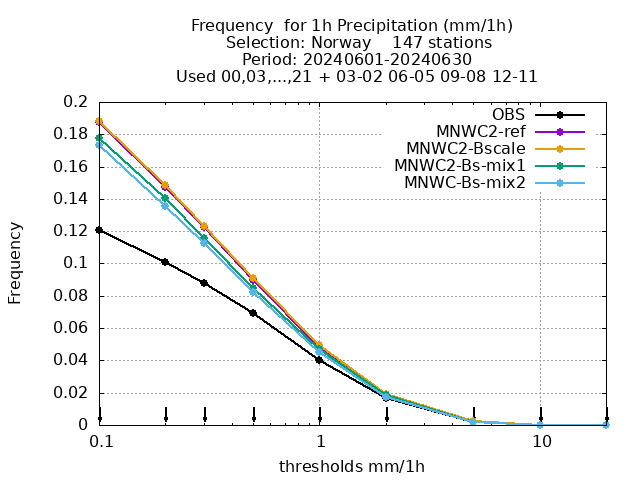 Frequency  for 1h Precipitation (mm/1h)
Selection: Norway    147 stations
Period: 20240601-20240630
Used 00,03,...,21 + 03-02 06-05 09-08 12-11
OBS
MNWC2-ref
MNWC2-Bscale
MNWC2-Bs-mix1
MNWC-Bs-mix2
Frequency
0.2
0.18
0.16
0.14
0.12
0.1
0.08
0.06
0.04
0.02
0
0.1
1
10
thresholds mm/1h